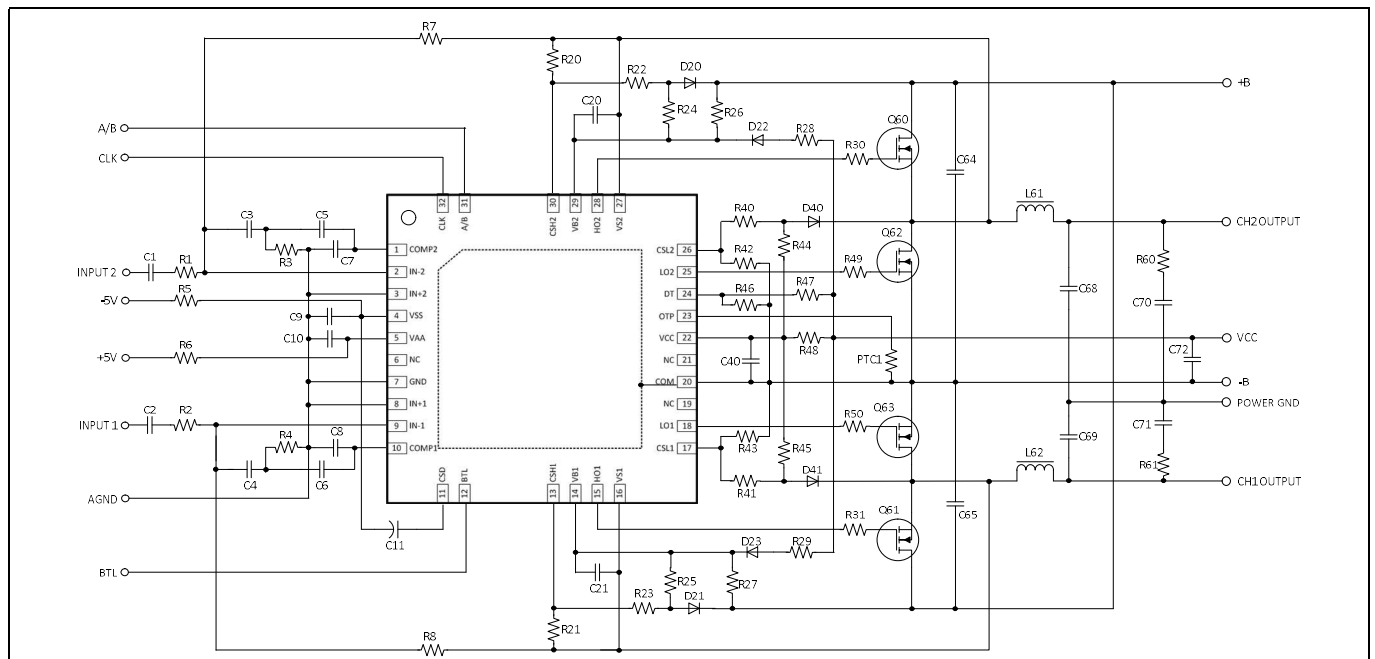 R7
R20
R22
D20
+B
C20
R24
R26
Q60
A/B
D22
R28
CLK
R30
C64
32
31
30
29
28
27
CLK
A/B
CSH2
VB2
HO2
VS2
L61
C3
C5
R40
D40
CH2 OUTPUT
R3
C7
1
COMP2
CSL2
26
R44
Q62
C1
R1
R42
INPUT 2
2
IN-2
LO2
25
R49
R60
-5V
R5
3
IN+2
DT
24
R46
R47
C68
C9
4
VSS
OTP
23
C70
C10
5
VAA
VCC
22
R48
VCC
+5V
R6
6
NC
NC
21
C40
PTC1
C72
7
GND
COM
20
-B
8
IN+1
NC
19
Q63
POWER GND
C2
R2
INPUT 1
9
IN-1
LO1
18
R50
C71
R4
C8
C69
10
COMP1
CSL1
17
R43
R45
L62
R61
C4
C6
R41
D41
CH1 OUTPUT
CSD
BTL
CSH1
VB1
HO1
VS1
11
12
13
14
15
16
AGND
R31
Q61
C65
C11
D23
R29
BTL
C21
R25
R27
R23
D21
R21
R8